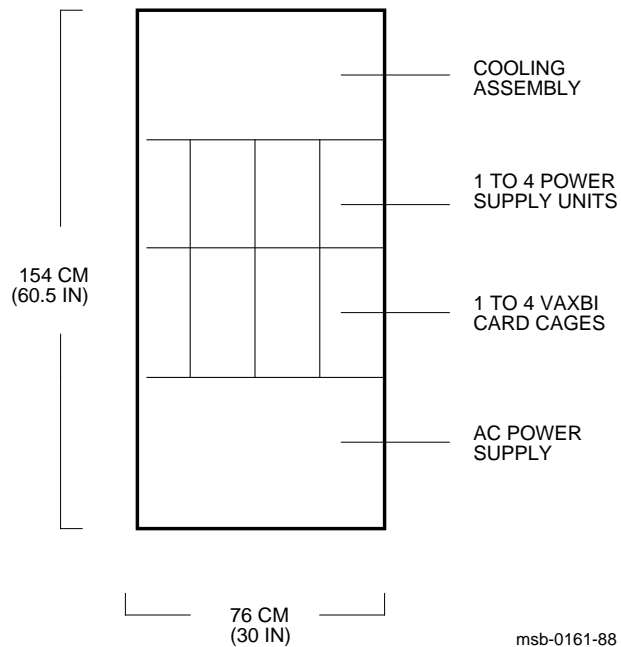 COOLING
ASSEMBLY
1 TO 4 POWER
SUPPLY UNITS
154 CM
(60.5 IN)
1 TO 4 VAXBI
CARD CAGES
AC POWER
SUPPLY
76 CM
(30 IN)
msb-0161-88